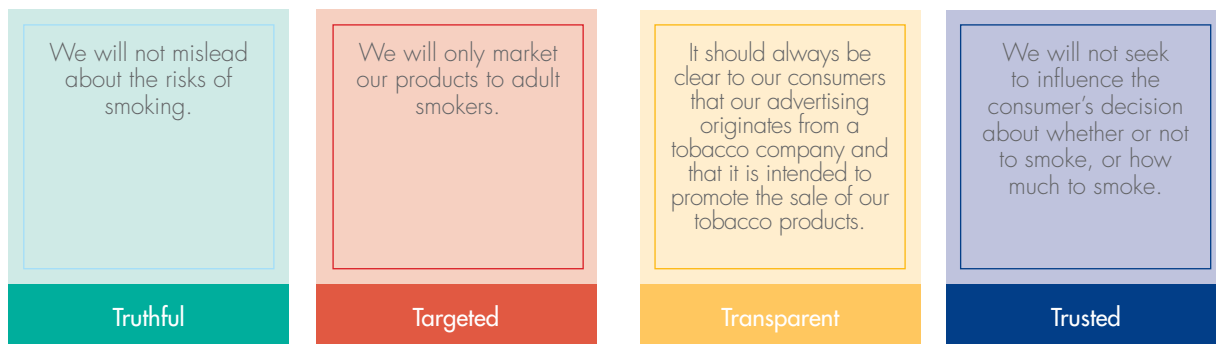 We will not mislead
about the risks of
smoking.
Truthful
We will only market
our products to adult
smokers.
Targeted
It should always be
clear to our consumers
that our advertising
originates from a
tobacco company and
that it is intended to
promote the sale of our
tobacco products.
Transparent
We will not seek
to influence the
consumer’s decision
about whether or not
to smoke, or how
much to smoke.
Trusted